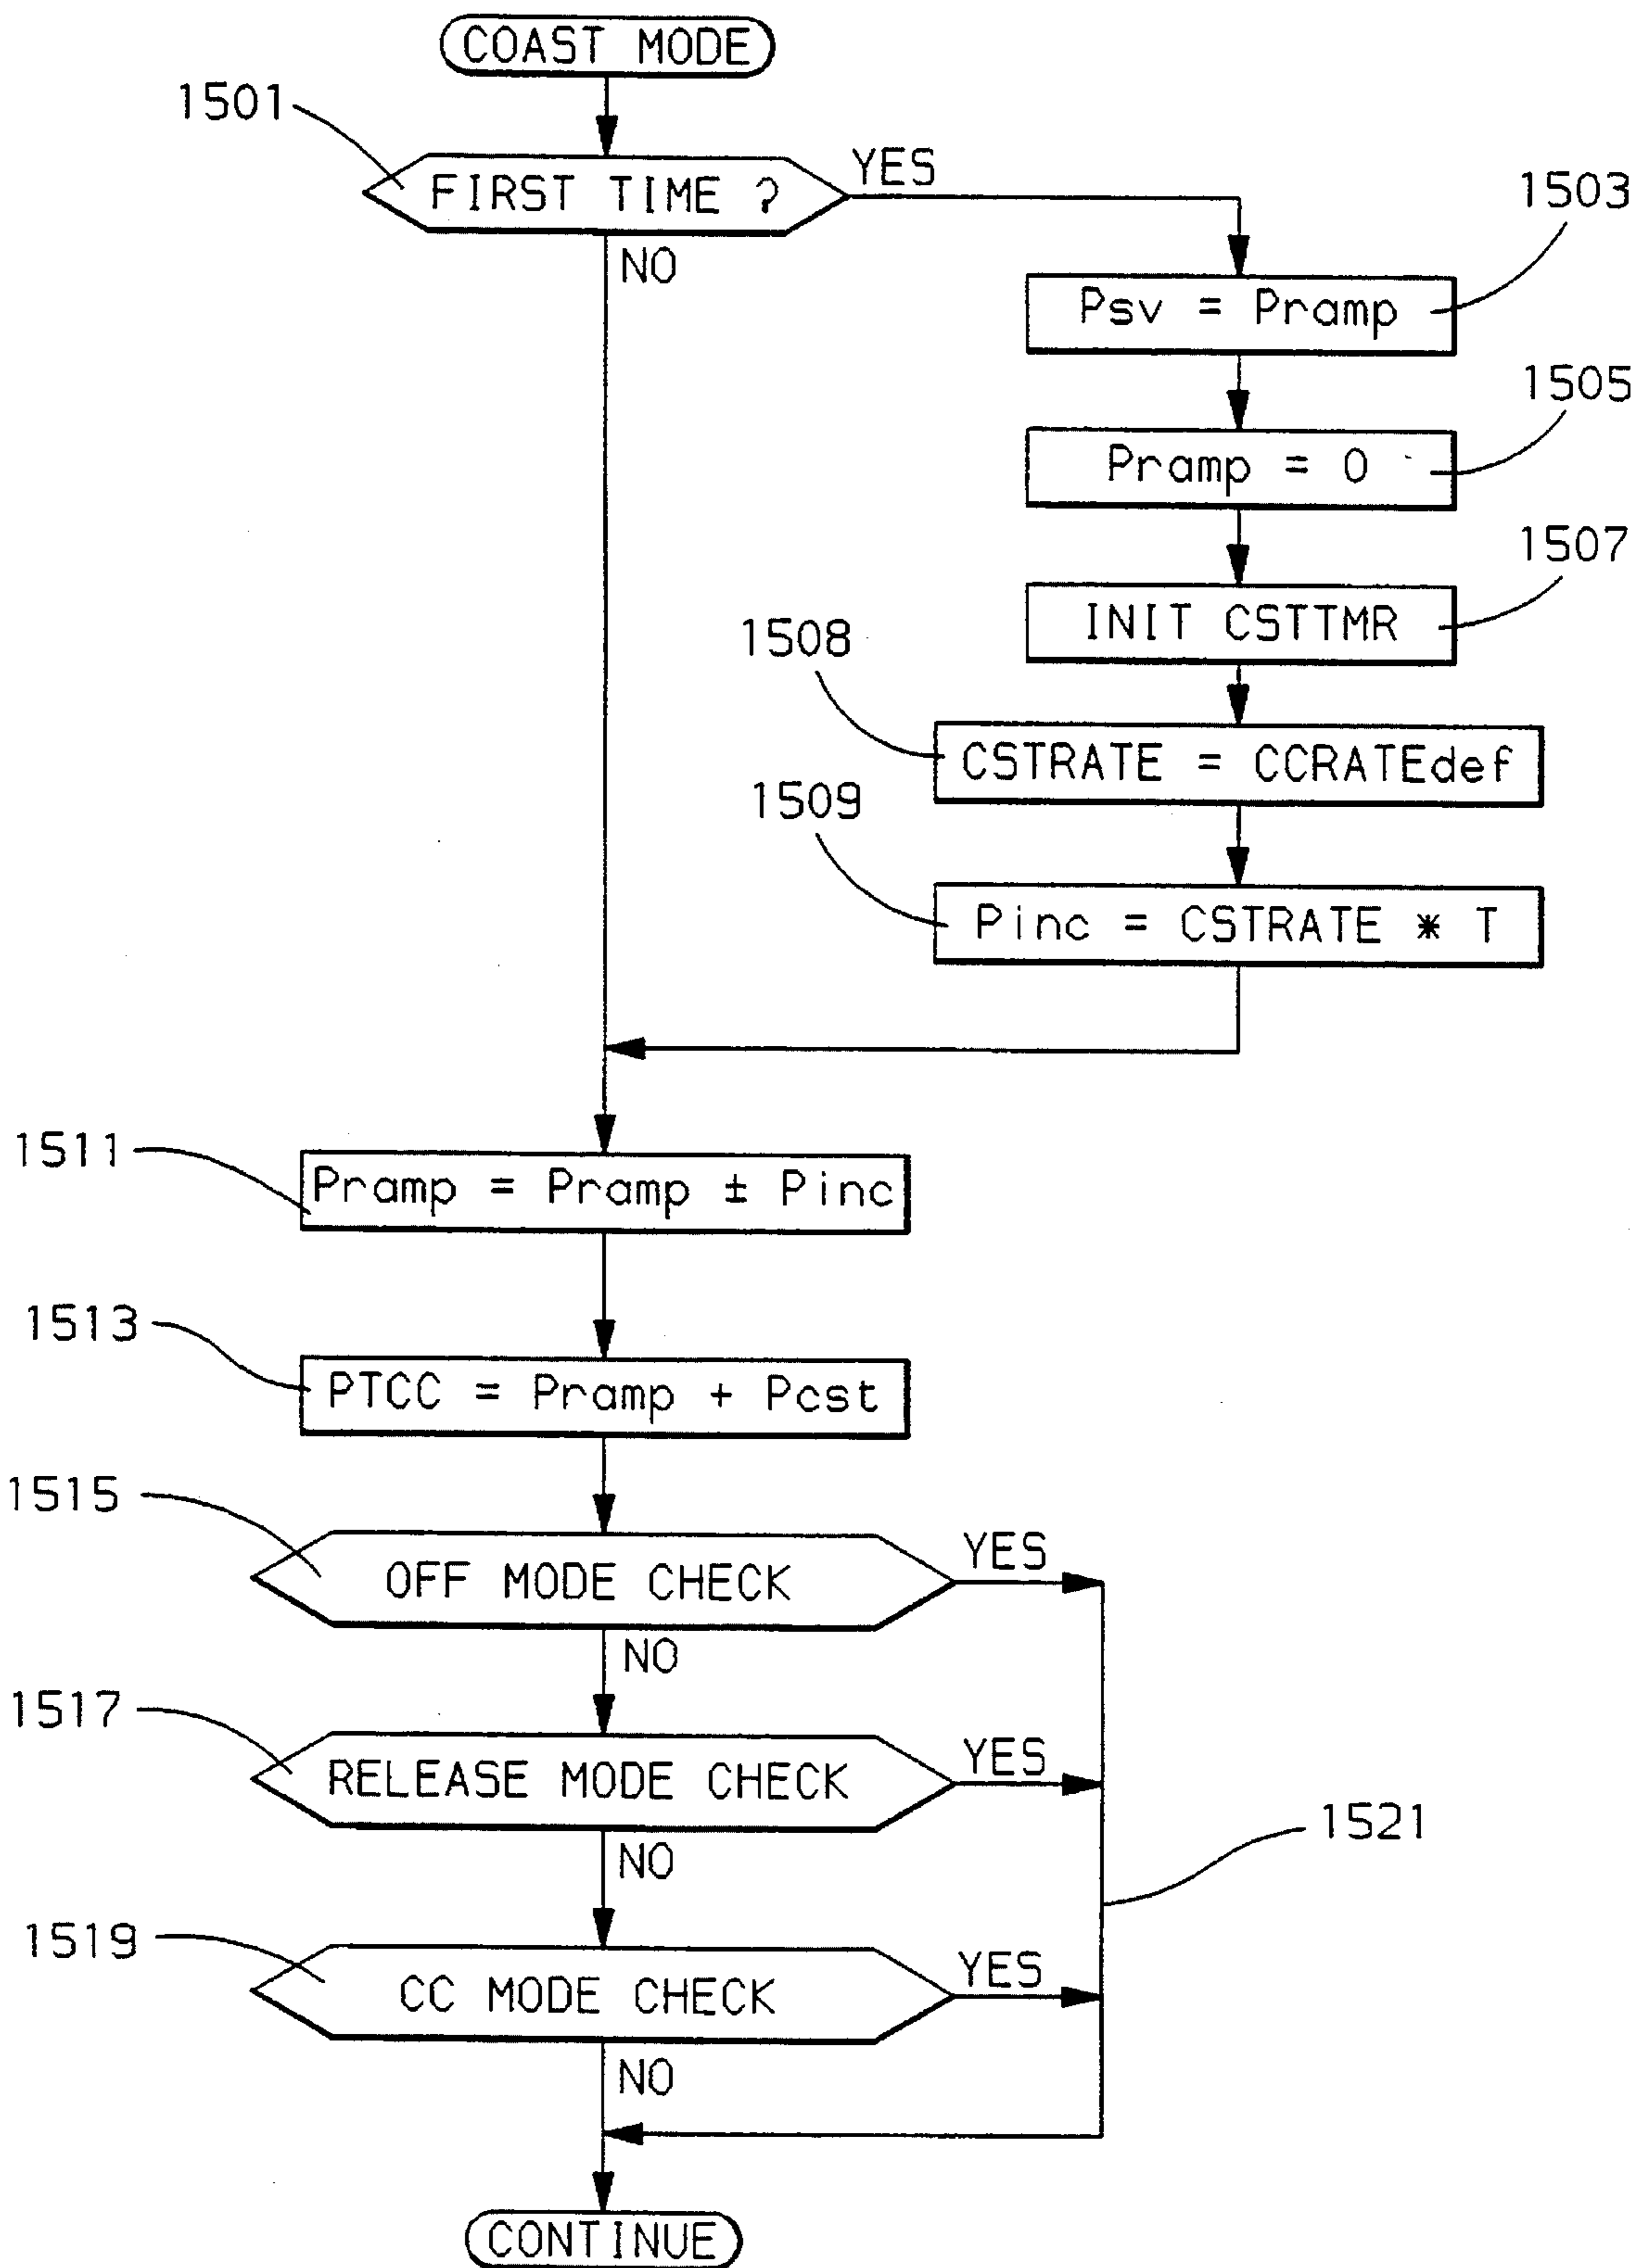 COAST MODE
1501
FIRST TIME ?
YES
NO
1503
Psv = Pramp
1505
Pramp = 0
1507
INIT CSTTMR
1508
CSTRATE = CCRATEdef
1509
Pinc = CSTRATE * T
1511
Pramp = Pramp ± Pinc
1513
PTCC = Pramp + Pcst
1515
OFF MODE CHECK
YES
NO
1517
RELEASE MODE CHECK
YES
NO
1521
1519
CC MODE CHECK
YES
NO
CONTINUE